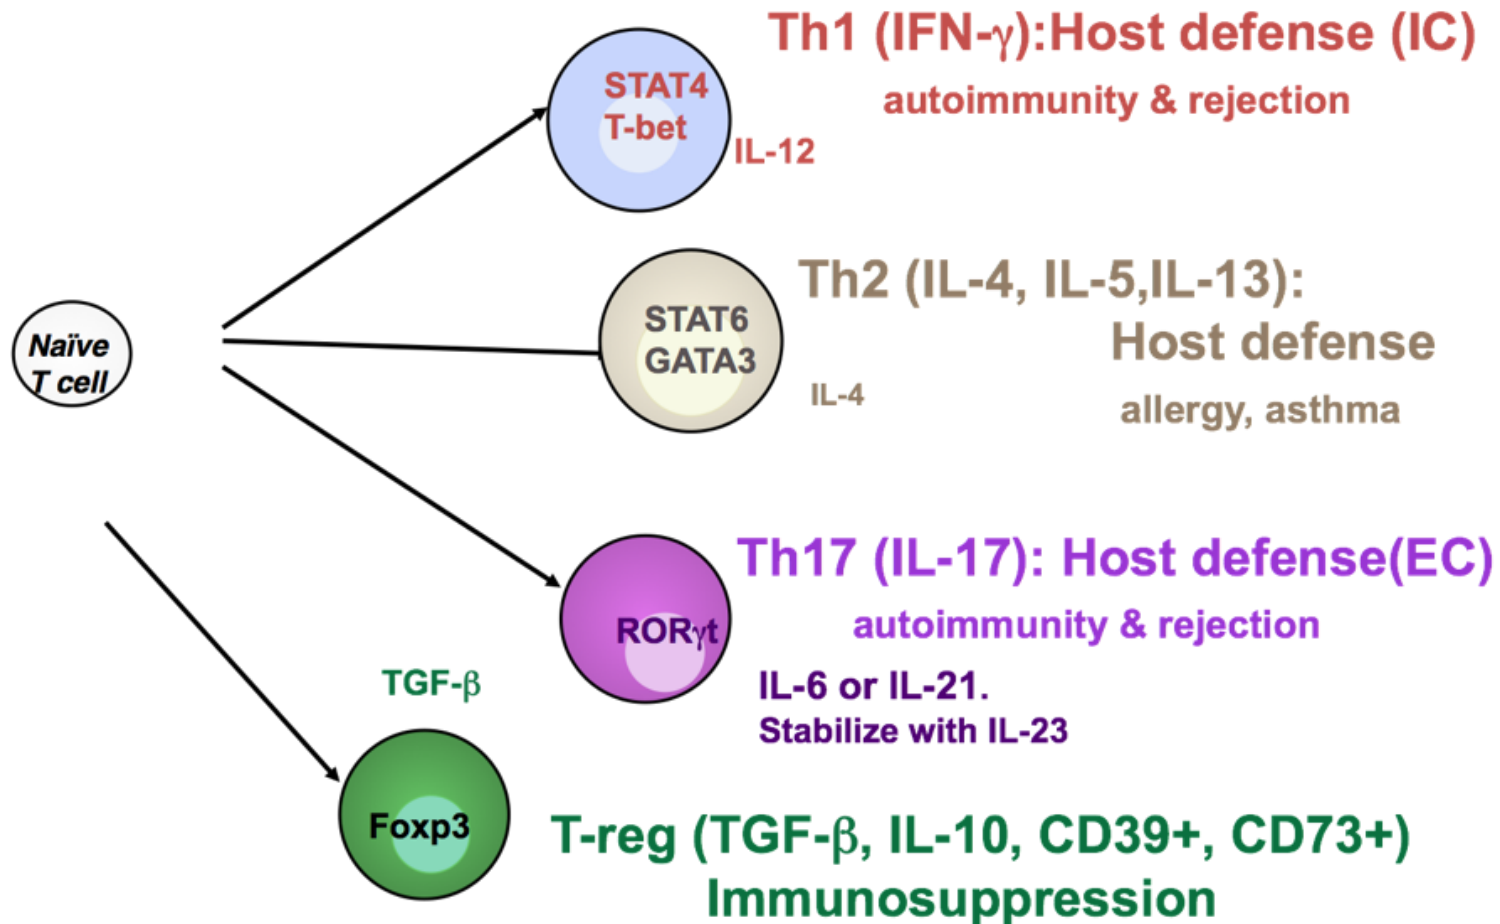 Th1 (IFN-γ):Host defense (IC)
autoimmunity & rejection
STAT4
T-bet
IL-12
Th2 (IL-4, IL-5,IL-13):
Host defense
allergy, asthma
STAT6
GATA3
IL-4
Naïve
T cell
Th17 (IL-17): Host defense(EC)
autoimmunity & rejection
RORγt
IL-6 or IL-21.
Stabilize with IL-23
TGF-β
Foxp3
T-reg (TGF-β, IL-10, CD39+, CD73+)
Immunosuppression